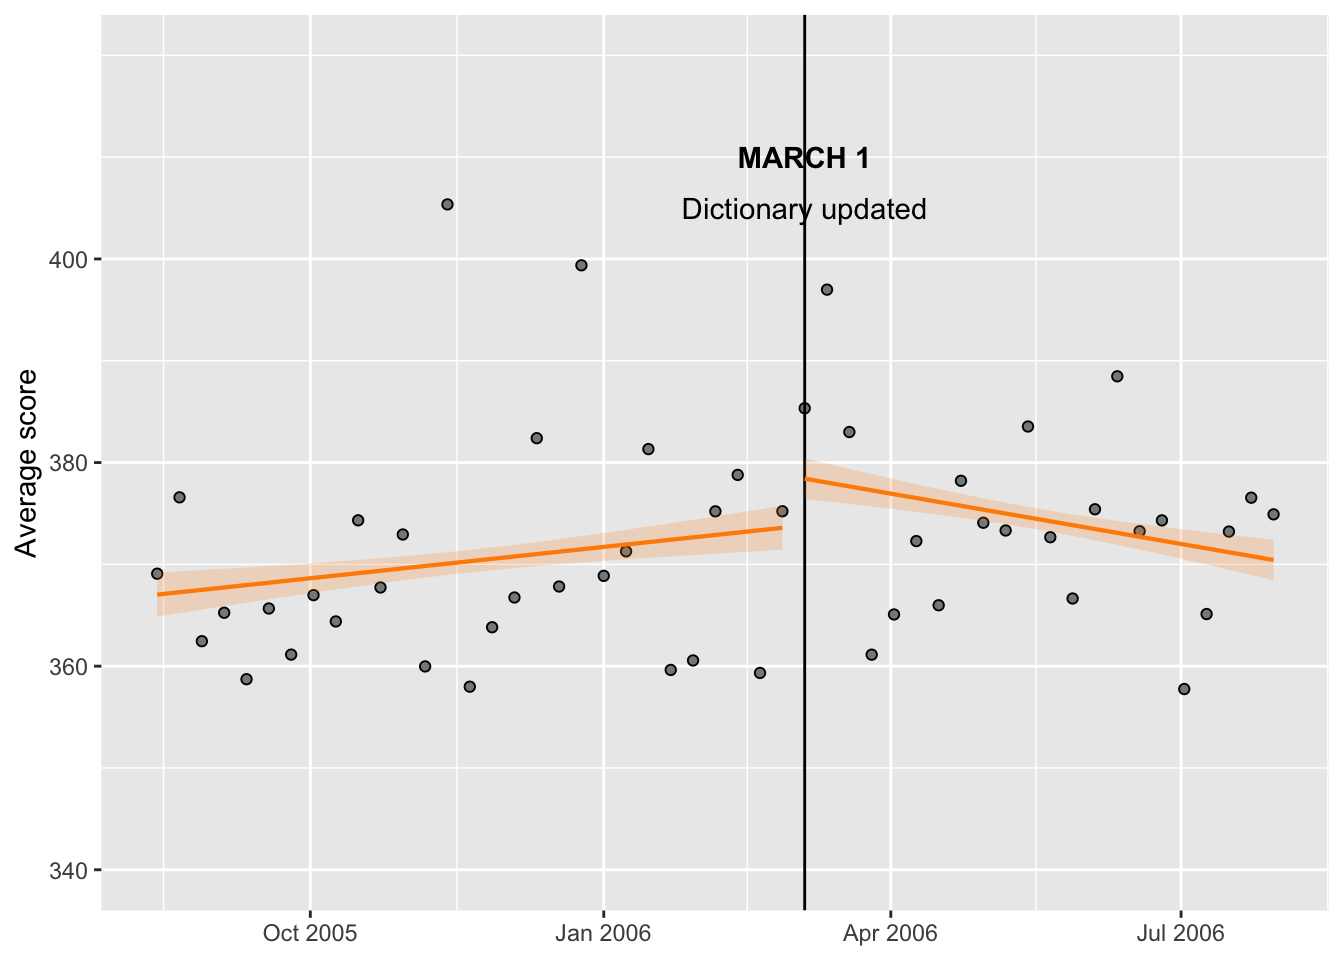 MARCH 1
Dictionary updated
Average score
400
380
360
340
Oct 2005
Jan 2006
Apr 2006
Jul 2006